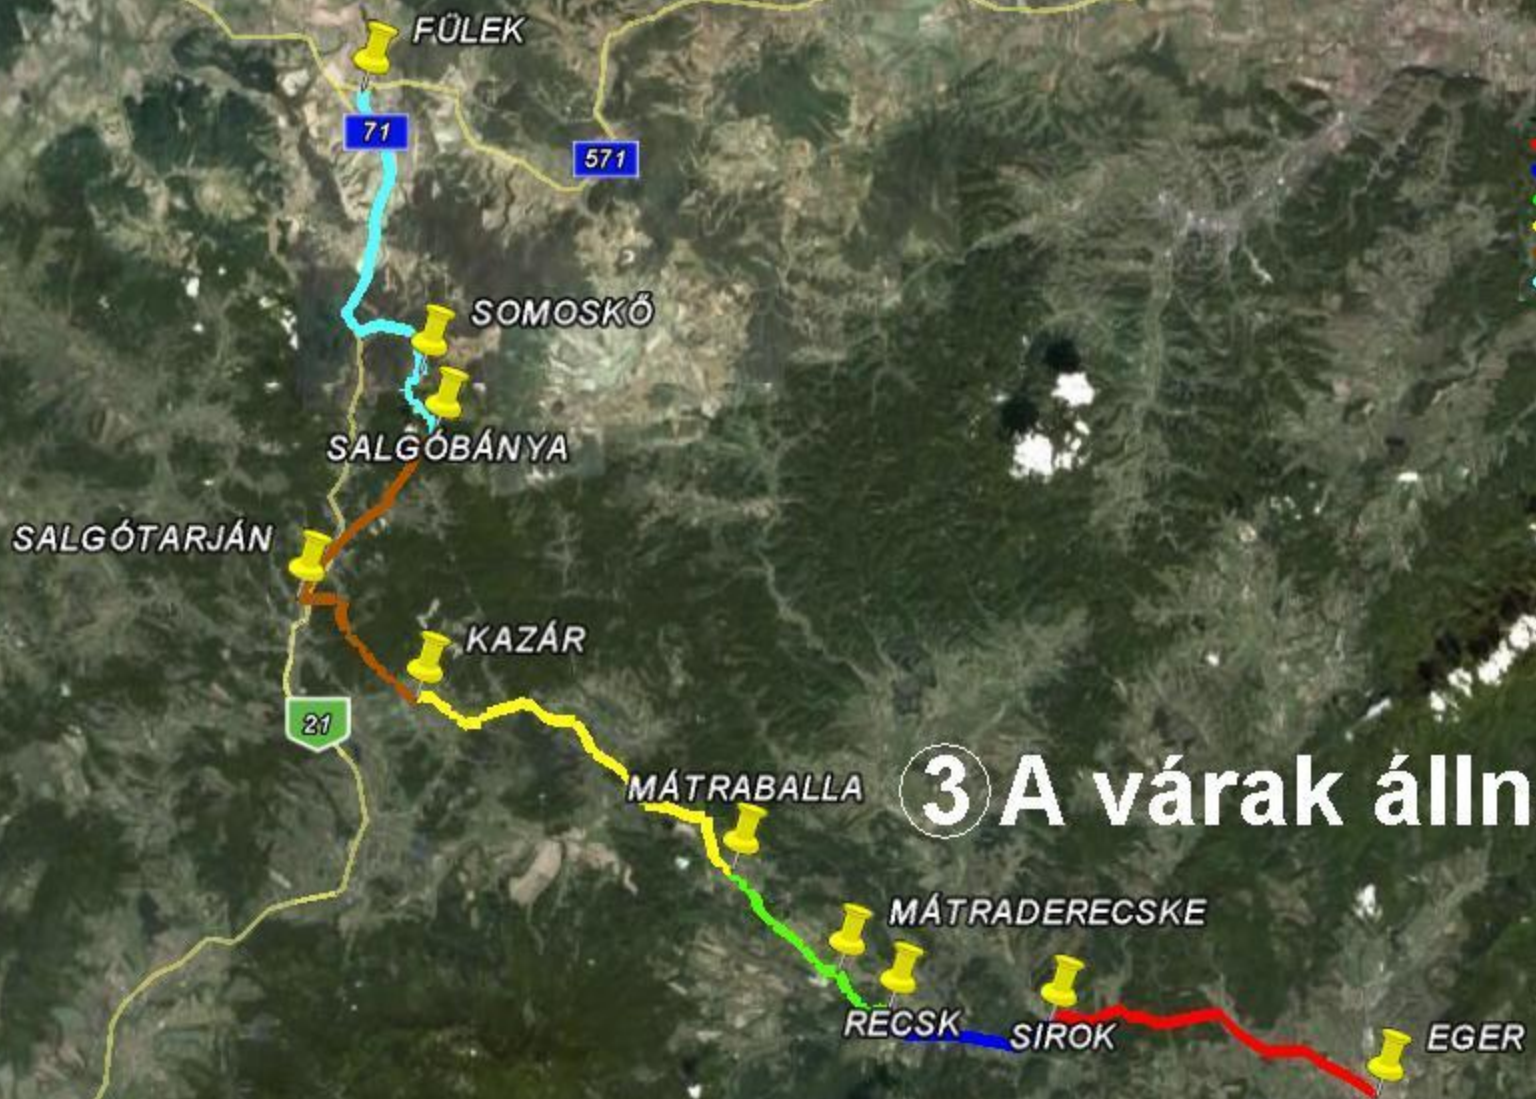 FÜLEK
71
571
SOMOSKŐ
SALGÓBÁNYA
SALGÓTARJÁN
KAZÁR
21
MÁTRABALLA
3 A várak álln
MÁTRADERECSKE
RECSK
SIROK
EGER